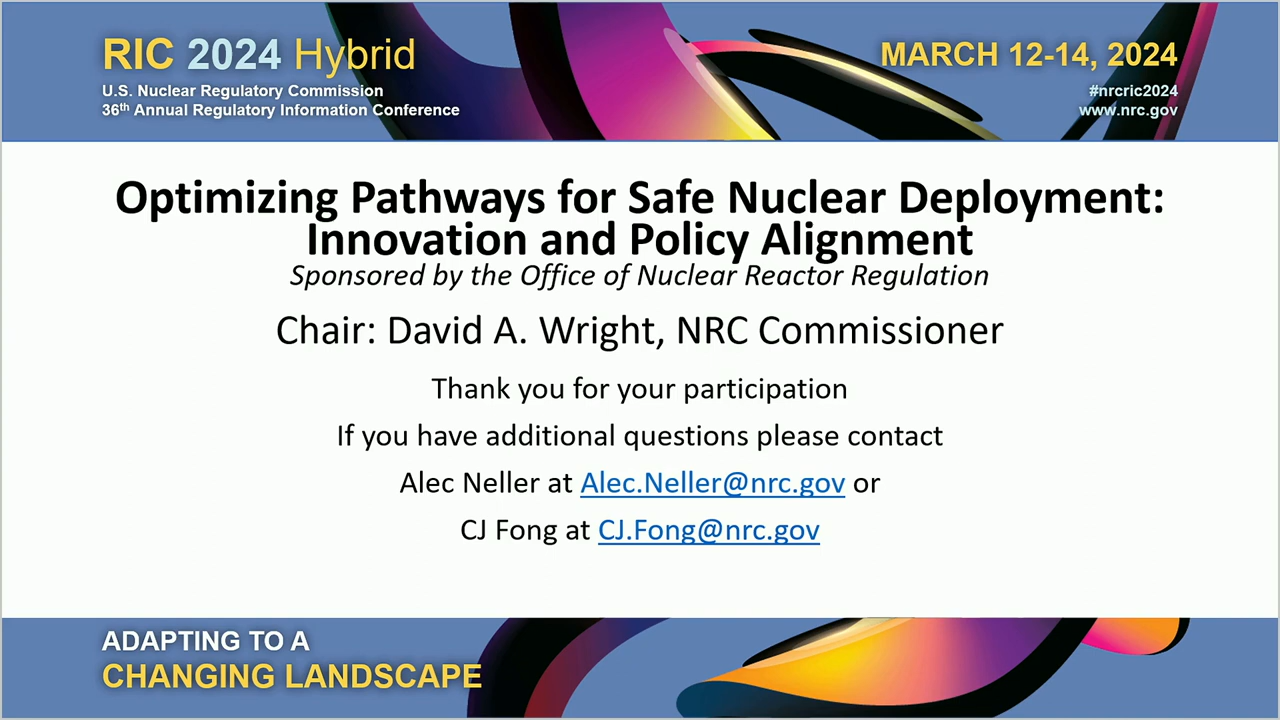 RIC 2024 Hybrid
U.S. Nuclear Regulatory Commission
36th Annual Regulatory Information Conference
MARCH 12-14, 2024
#nrcric2024
www.nrc.gov
Optimizing Pathways for Safe Nuclear Deployment:
Innovation and Policy Alignment
Sponsored by the Office of Nuclear Reactor Regulation
Chair: David A. Wright, NRC Commissioner
Thank you for your participation
If you have additional questions please contact
Alec Neller at Alec.Neller@nrc.gov or
CJ Fong at CJ.Fong@nrc.gov
ADAPTING TO A
CHANGING LANDSCAPE